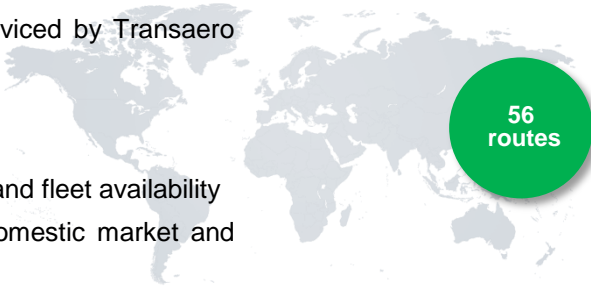 viced by Transaero
56
routes
and fleet availability
omestic market and